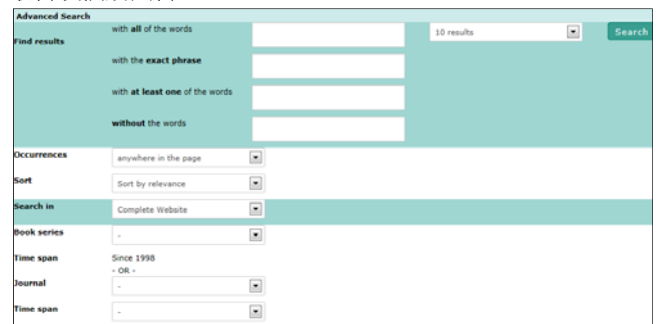 Advanced Search
Find results
with all of the words
10 results
Search
with the exact phrase
with at least one of the words
without the words
Occurrences
anywhere in the page
Sort
Sort by relevance
Search in
Complete Website
Book series
-
Time span
Since 1998
- OR -
Journal
-
Time span
-